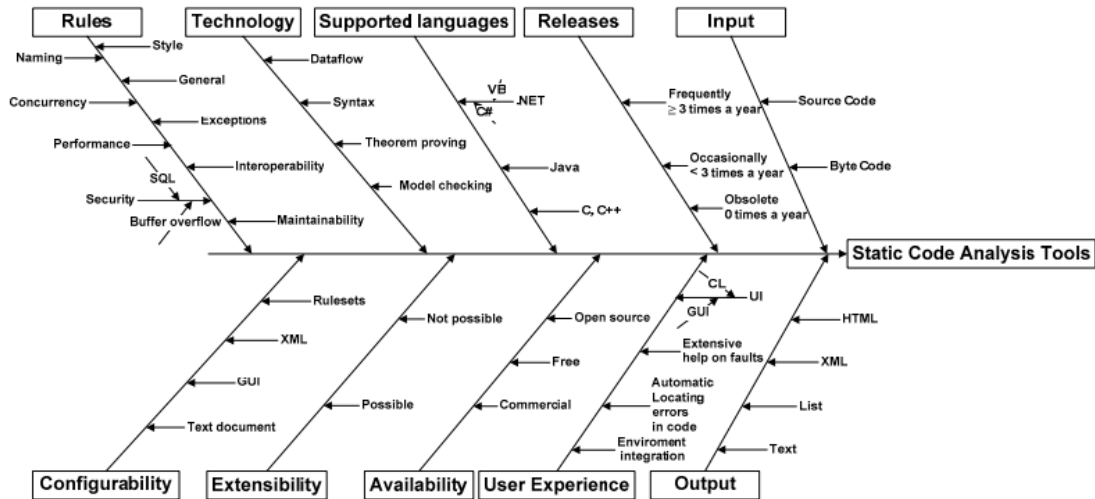 Rules
Technology
Supported languages
Releases
Input
Style
Naming
General
Concurrency
Exceptions
Performance
Interoperability
SQL
Security
Buffer overflow
Maintainability
Dataflow
Syntax
Theorem proving
Model checking
VB
.NET
C#
Java
C, C++
Frequently
≥ 3 times a year
Occasionally
< 3 times a year
Obsolete
0 times a year
Source Code
Byte Code
Static Code Analysis Tools
Rulesets
XML
GUI
Text document
Not possible
Possible
Open source
Free
Commercial
CL
UI
GUI
Extensive
help on faults
Automatic
Locating
errors
in code
Enviroment
integration
HTML
XML
List
Text
Configurability
Extensibility
Availability
User Experience
Output